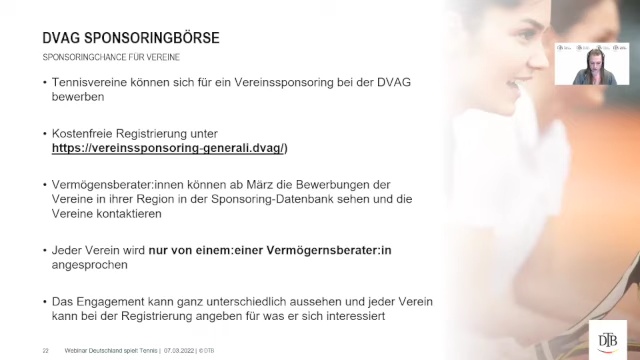 DVAG SPONSORINGBÖRSE
SPONSORINGCHANCE FÜR VEREINE
• Tennisvereine können sich für ein Vereinssponsoring bei der DVAG
bewerben
• Kostenfreie Registrierung unter
https://vereinssponsoring-generali.dvag/)
• Vermögensberater:innen können ab März die Bewerbungen der
Vereine in ihrer Region in der Sponsoring-Datenbank sehen und die
Vereine kontaktieren
• Jeder Verein wird nur von einem:einer Vermögernsberater:in
angesprochen
• Das Engagement kann ganz unterschiedlich aussehen und jeder Verein
kann bei der Registrierung angeben für was er sich interessiert
22 Webinar Deutschland spielt Tennis | 07.03.2022 | © DTB
DTB